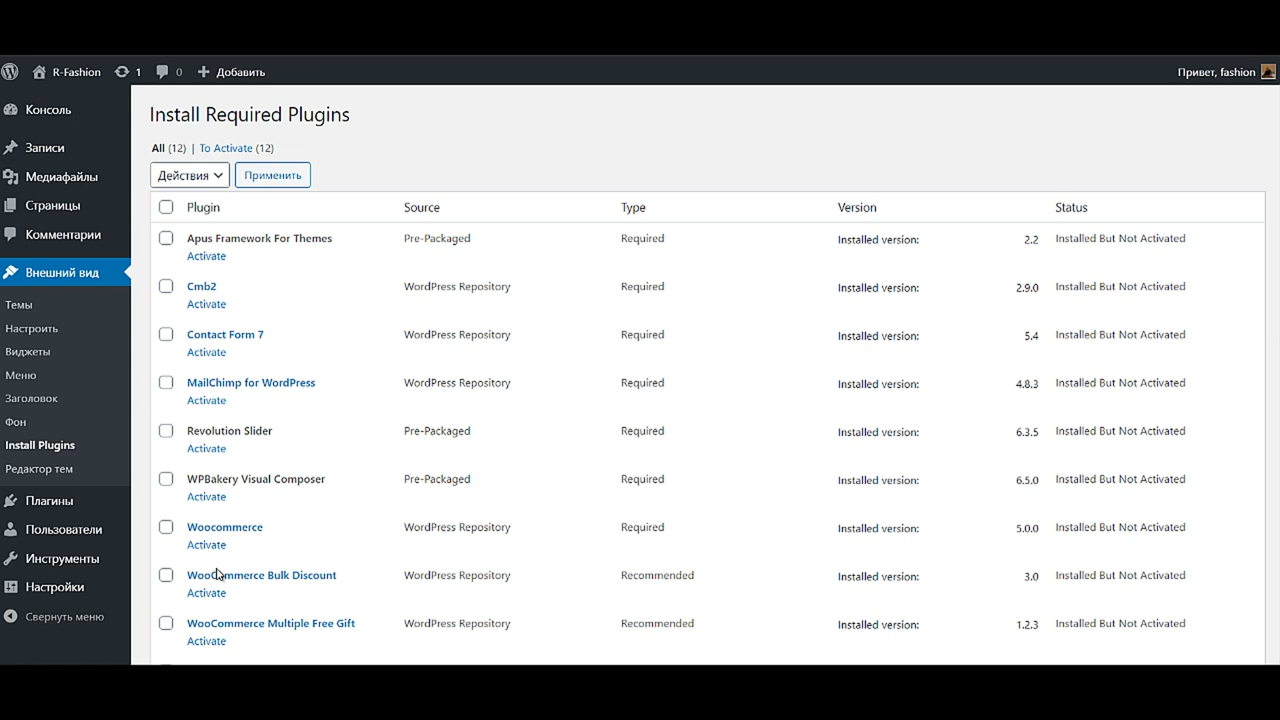 R-Fashion 1 0 Добавить Привет, fashion
Консоль
Записи
Медиафайлы
Страницы
Комментарии
Внешний вид
Темы
Настроить
Виджеты
Меню
Заголовок
Фон
Install Plugins
Редактор тем
Плагины
Пользователи
Инструменты
Настройки
Свернуть меню
Install Required Plugins
All (12) | To Activate (12)
Действия Применить
Plugin Source Type Version Status
Apus Framework For Themes Pre-Packaged Required Installed version: 2.2 Installed But Not Activated
Activate
Cmb2 WordPress Repository Required Installed version: 2.9.0 Installed But Not Activated
Activate
Contact Form 7 WordPress Repository Required Installed version: 5.4 Installed But Not Activated
Activate
MailChimp for WordPress WordPress Repository Required Installed version: 4.8.3 Installed But Not Activated
Activate
Revolution Slider Pre-Packaged Required Installed version: 6.3.5 Installed But Not Activated
Activate
WPBakery Visual Composer Pre-Packaged Required Installed version: 6.5.0 Installed But Not Activated
Activate
Woocommerce WordPress Repository Required Installed version: 5.0.0 Installed But Not Activated
Activate
WooCommerce Bulk Discount WordPress Repository Recommended Installed version: 3.0 Installed But Not Activated
Activate
WooCommerce Multiple Free Gift WordPress Repository Recommended Installed version: 1.2.3 Installed But Not Activated
Activate